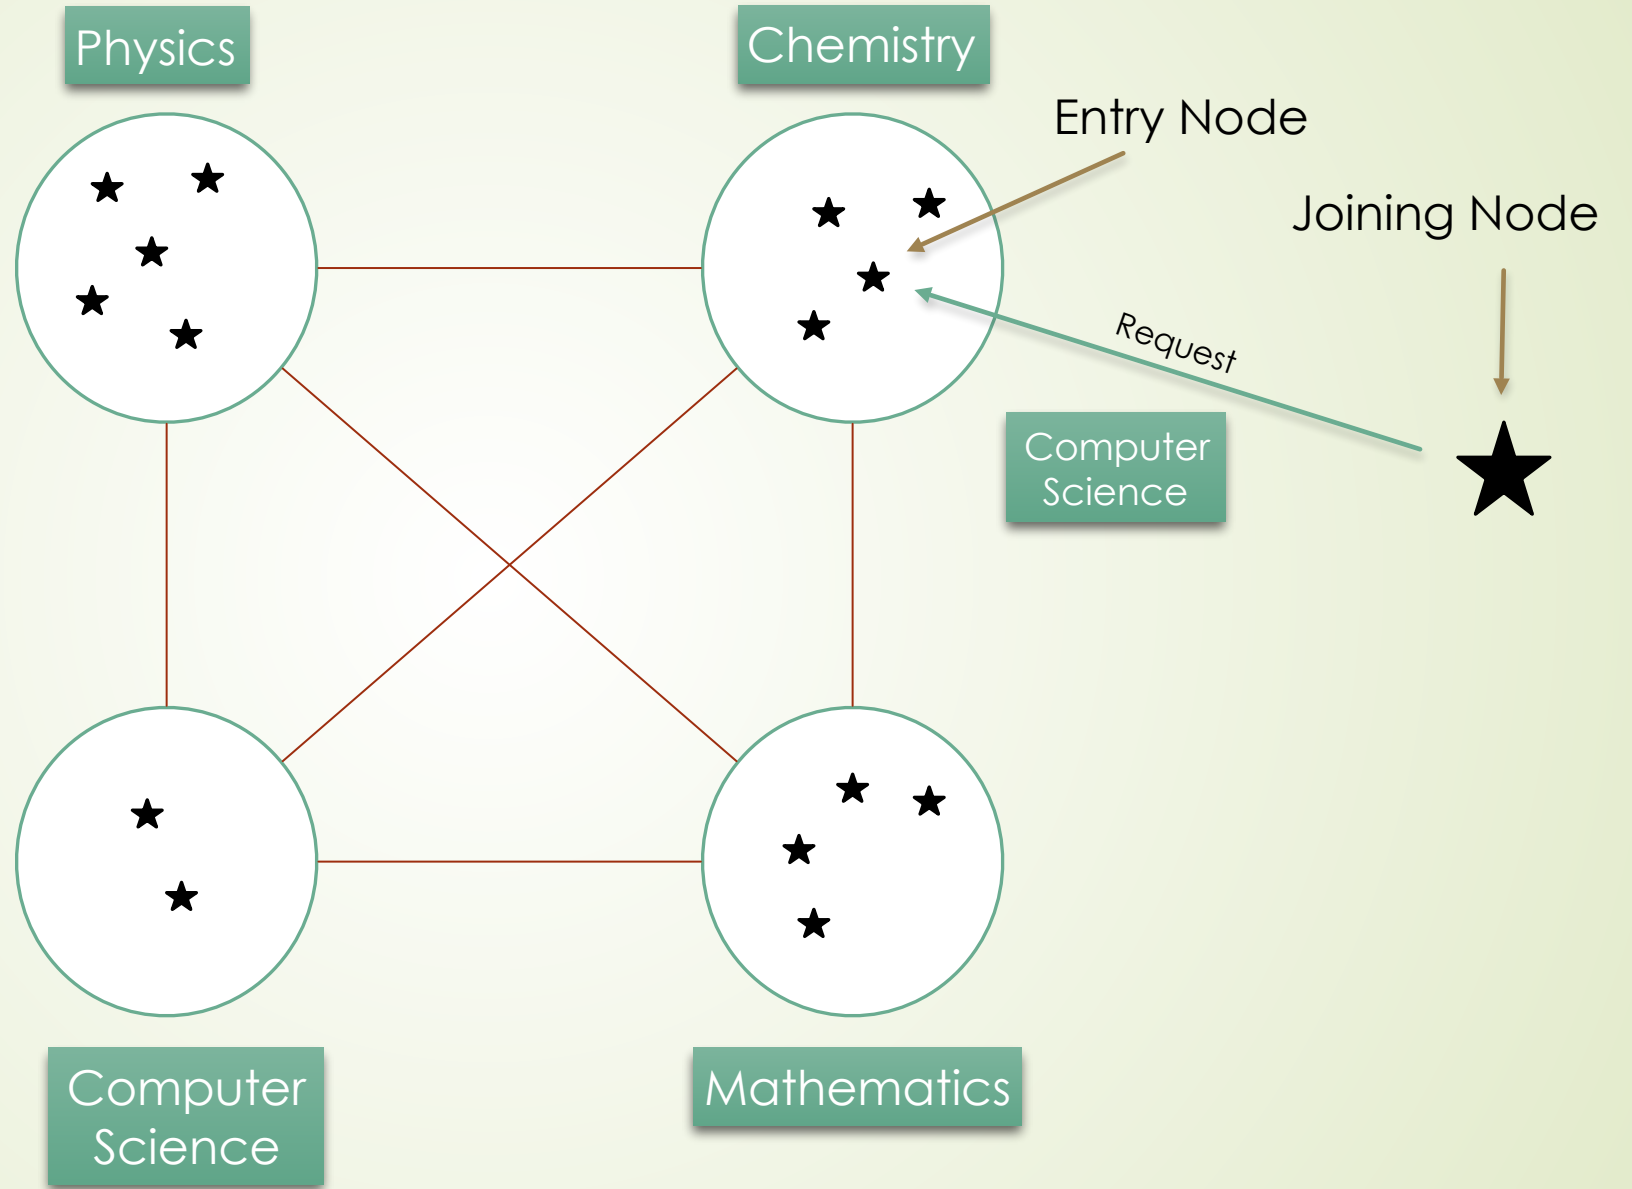 Physics
Chemistry
Entry Node
Joining Node
Request
Computer
Science
Computer
Science
Mathematics